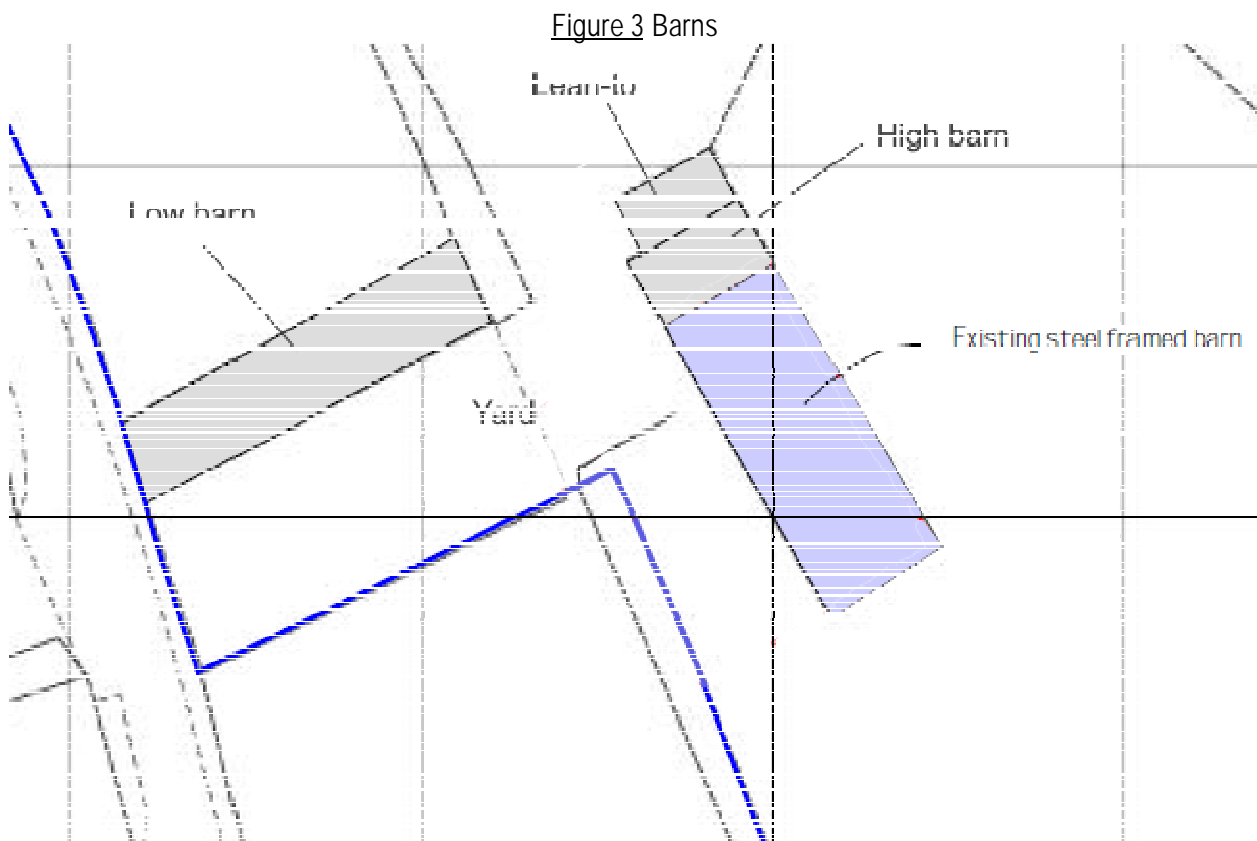 Figure 3 Barns
Lean-to
High barn
Low barn
Existing steel framed barn
Yard